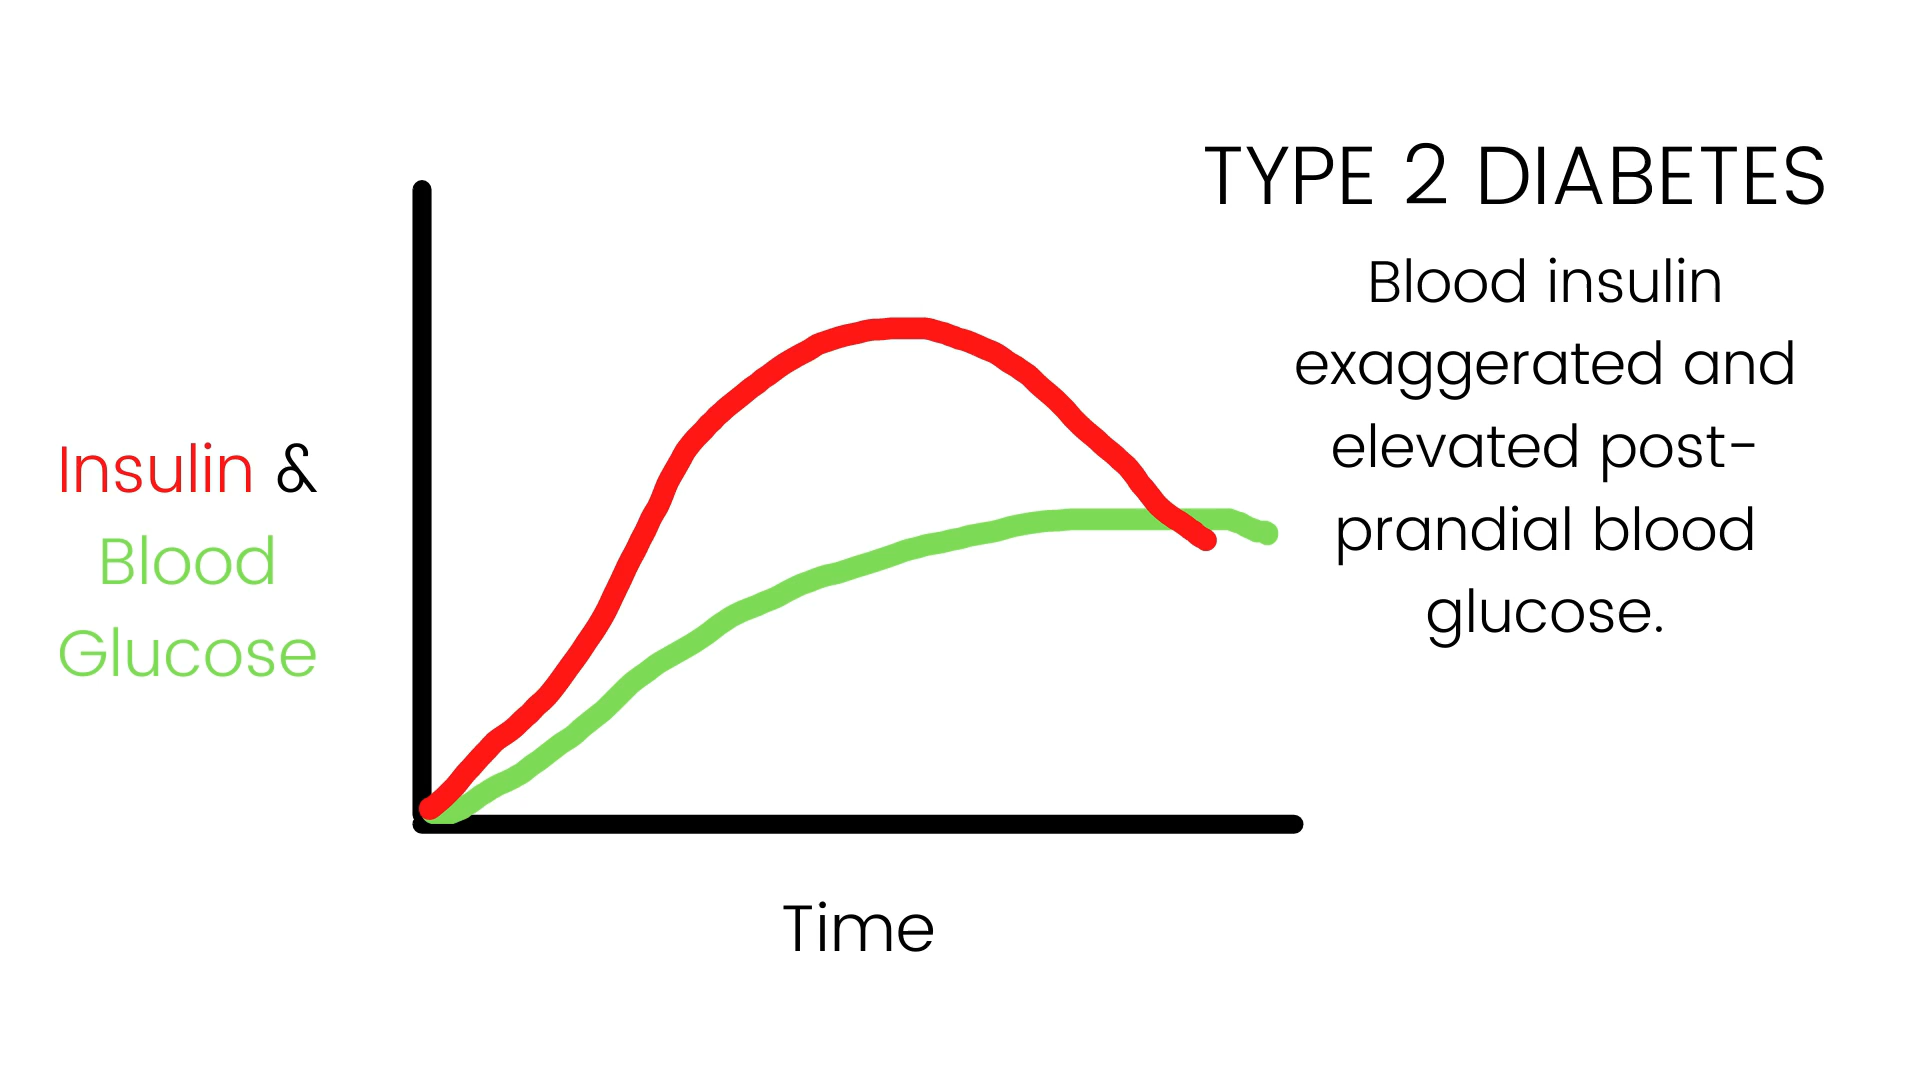 TYPE 2 DIABETES
Blood insulin
exaggerated and
elevated post-
prandial blood
glucose.
Insulin &
Blood
Glucose
Time